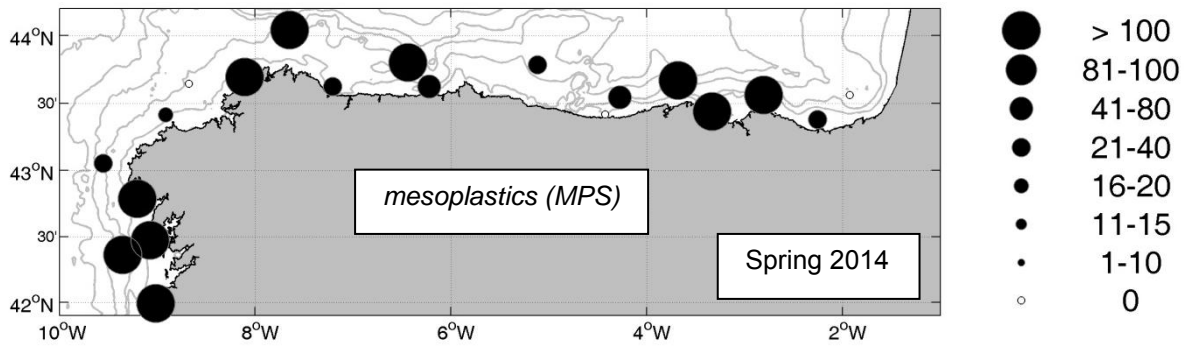 44°N
30'
43°N
30'
42°N
10°W 8°W 6°W 4°W 2°W
mesoplastics (MPS)
Spring 2014
> 100
81-100
41-80
21-40
16-20
11-15
1-10
0